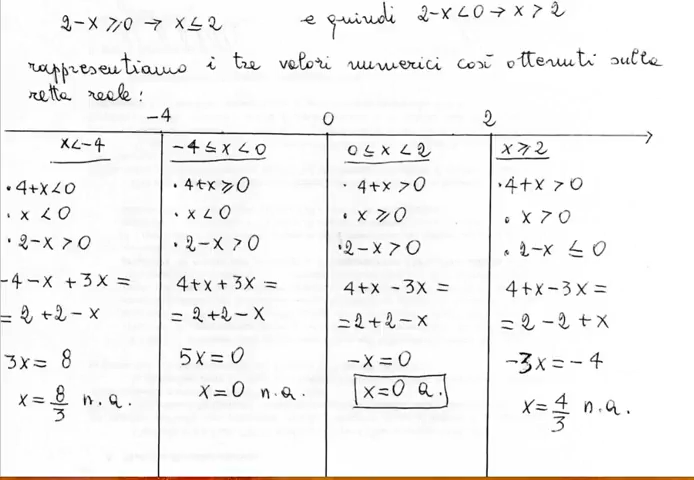 2-x ≥ 0 → x ≤ 2 e quindi 2-x < 0 → x > 2
rappresentiamo i tre valori numerici così ottenuti sulla
retta reale:
-4 0 2
x < -4
· 4+x < 0
· x < 0
· 2-x > 0
-4-x+3x =
= 2+2-x
3x = 8
x = 8/3 n.a.
-4 ≤ x < 0
· 4+x ≥ 0
· x < 0
· 2-x > 0
4+x+3x =
= 2+2-x
5x = 0
x = 0 n.a.
0 ≤ x < 2
· 4+x > 0
· x ≥ 0
· 2-x > 0
4+x-3x =
= 2+2-x
-x = 0
x = 0 a.
x ≥ 2
· 4+x > 0
· x > 0
· 2-x ≤ 0
4+x-3x =
= 2-2+x
-3x = -4
x = 4/3 n.a.